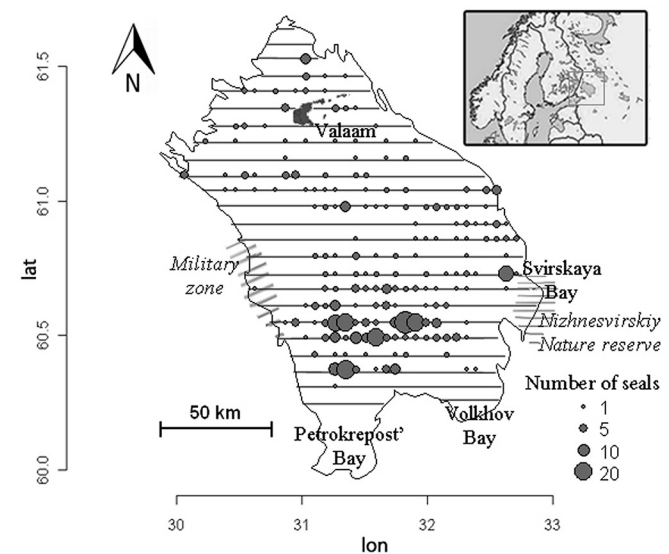 61.5
61.0
60.5
60.0
lat
N
Valaam
Military
zone
Svirskaya
Bay
Nizhnesvirskiy
Nature reserve
Number of seals
1
5
10
20
50 km
Petrokrepost’
Bay
Volkhov
Bay
30
31
32
33
lon